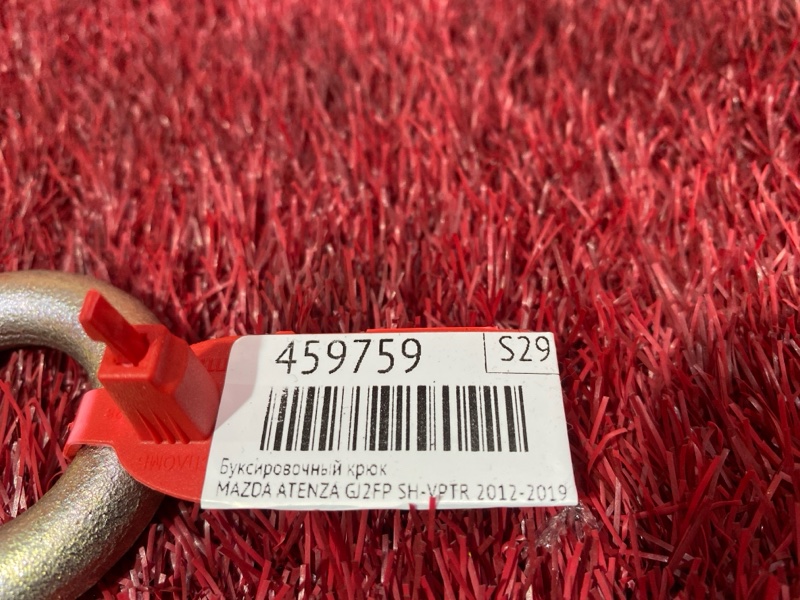 459759 S29
Буксировочный крюк
MAZDA ATENZA GJ2FP SH-VPTR 2012-2019